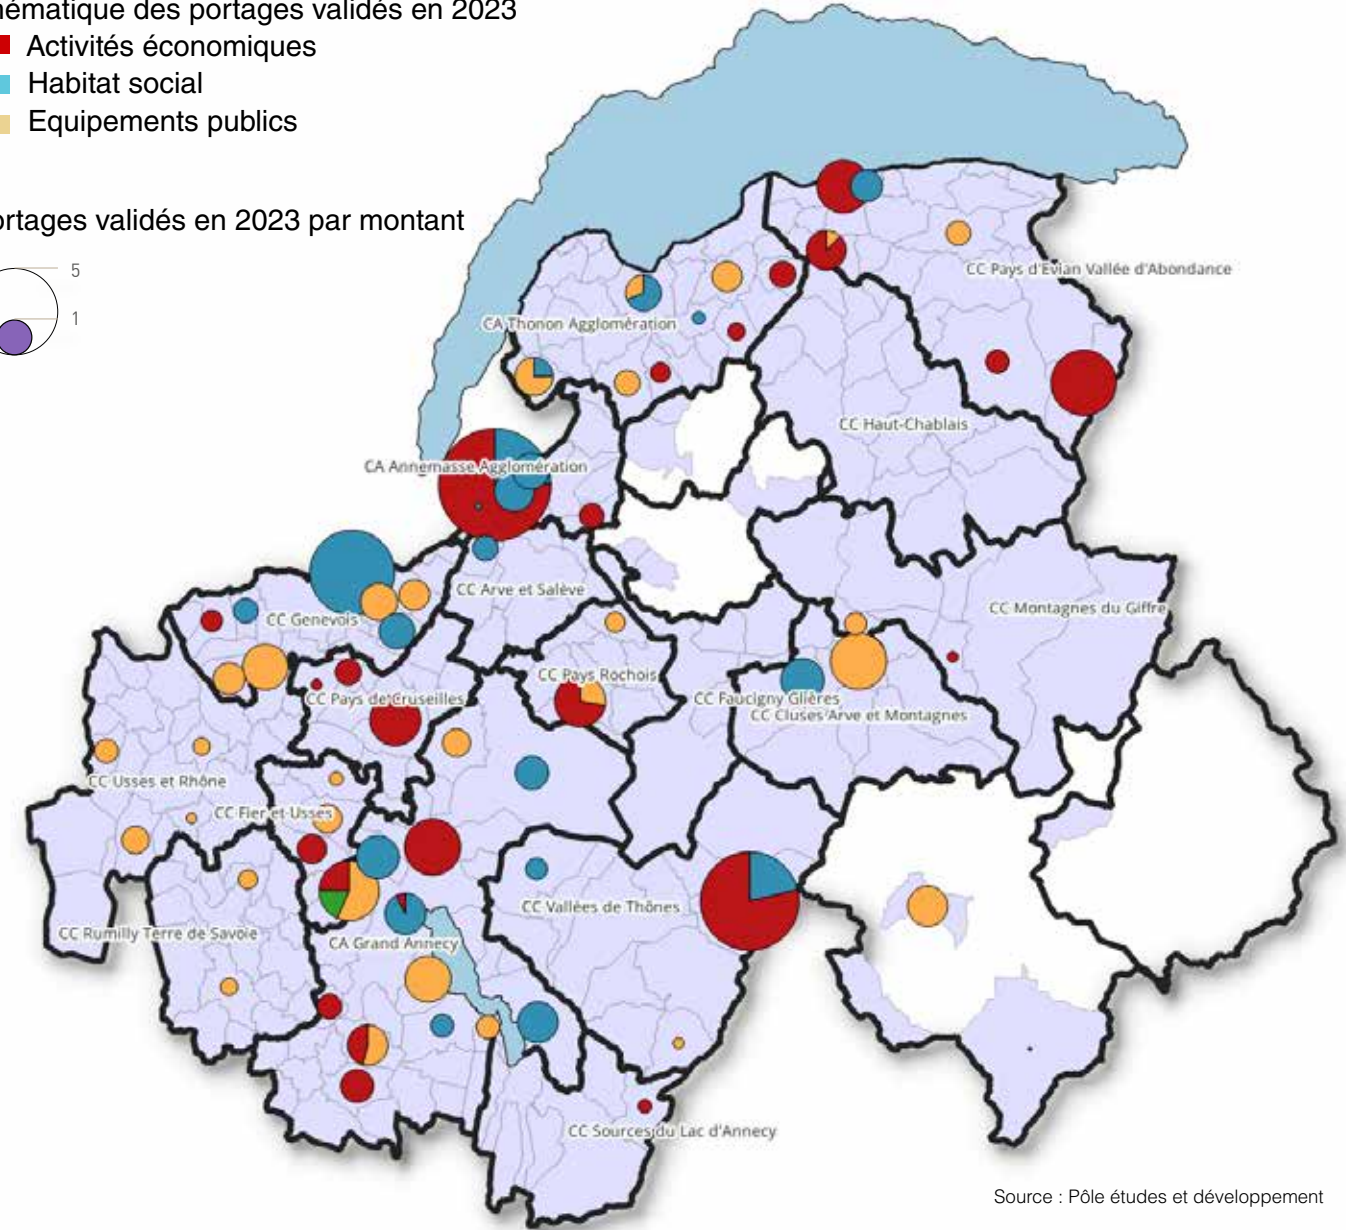 hématique des portages validés en 2023
Activités économiques
Habitat social
Equipements publics
ortages validés en 2023 par montant
5
1
CC Pays d'Evian Vallée d'Abondance
CA Thonon Agglomération
CC Haut-Chablais
CA Annemasse Agglomération
CC Arve et Salève
CC Montagnes du Giffre
CC Genevois
CC Pays Rochois
CC Pays de Cruseilles
CC Faucigny Glières
CC Cluses Arve et Montagnes
CC Usses et Rhône
CC Fier et Usses
CC Vallées de Thônes
CC Rumilly Terre de Savoie
CA Grand Annecy
CC Sources du Lac d'Annecy
Source : Pôle études et développement